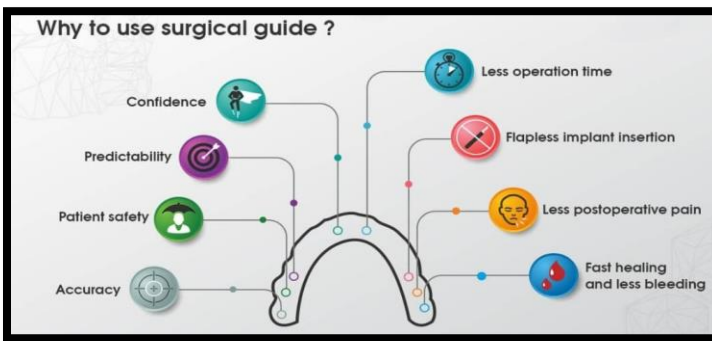 Why to use surgical guide ?
Confidence
Predictability
Patient safety
Accuracy
Less operation time
Flapless implant insertion
Less postoperative pain
Fast healing
and less bleeding